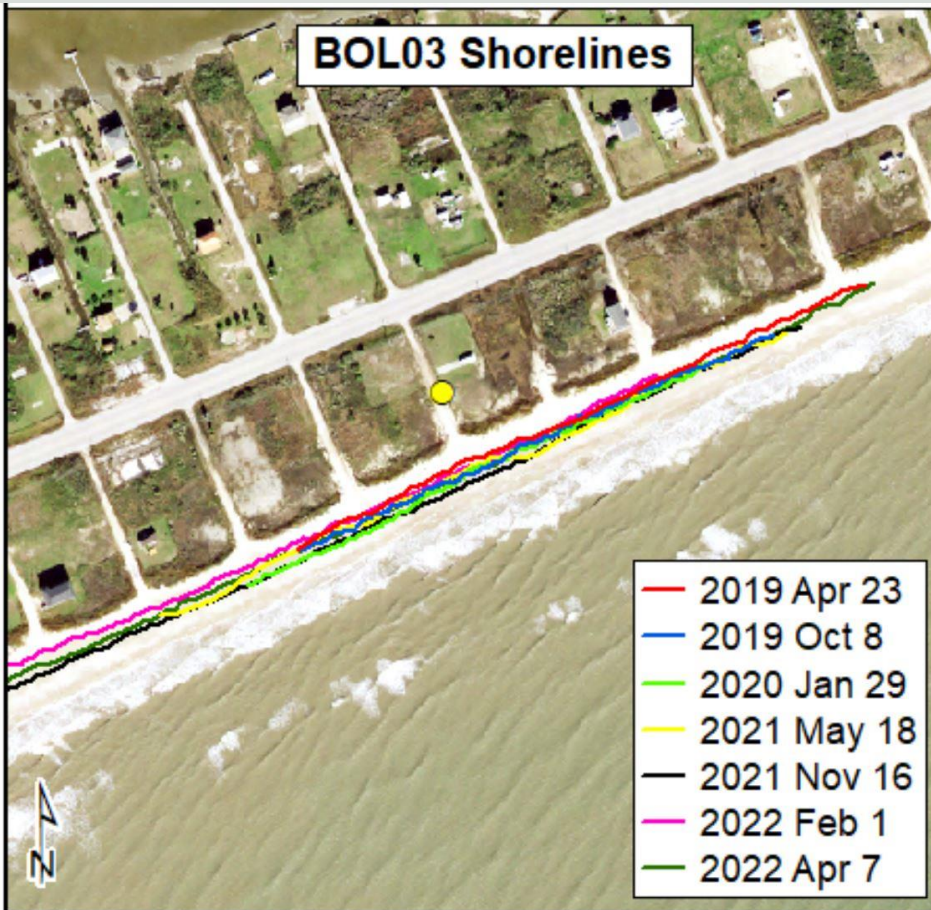 BOL03 Shorelines
2019 Apr 23
2019 Oct 8
2020 Jan 29
2021 May 18
2021 Nov 16
2022 Feb 1
2022 Apr 7
N